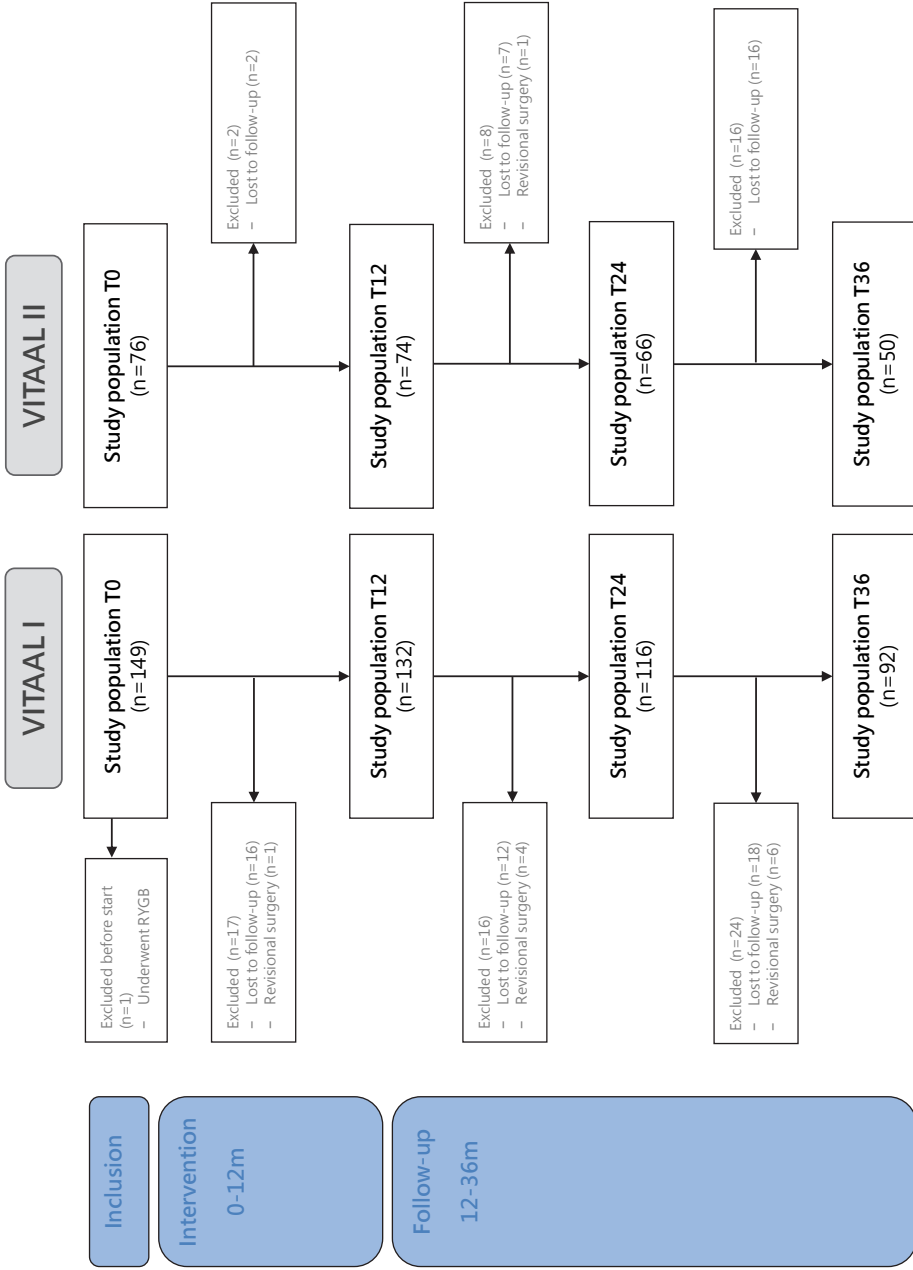 VITAAL I
VITAAL II
Inclusion
Excluded before start
(n=1)
– Underwent RYGB
Study population T0
(n=149)
Study population T0
(n=76)
Intervention
0-12m
Excluded (n=17)
– Lost to follow-up (n=16)
– Revisional surgery (n=1)
Excluded (n=2)
– Lost to follow-up (n=2)
Study population T12
(n=132)
Study population T12
(n=74)
Follow-up
12-36m
Excluded (n=16)
– Lost to follow-up (n=12)
– Revisional surgery (n=4)
Excluded (n=8)
– Lost to follow-up (n=7)
– Revisional surgery (n=1)
Study population T24
(n=116)
Study population T24
(n=66)
Excluded (n=24)
– Lost to follow-up (n=18)
– Revisional surgery (n=6)
Excluded (n=16)
– Lost to follow-up (n=16)
Study population T36
(n=92)
Study population T36
(n=50)